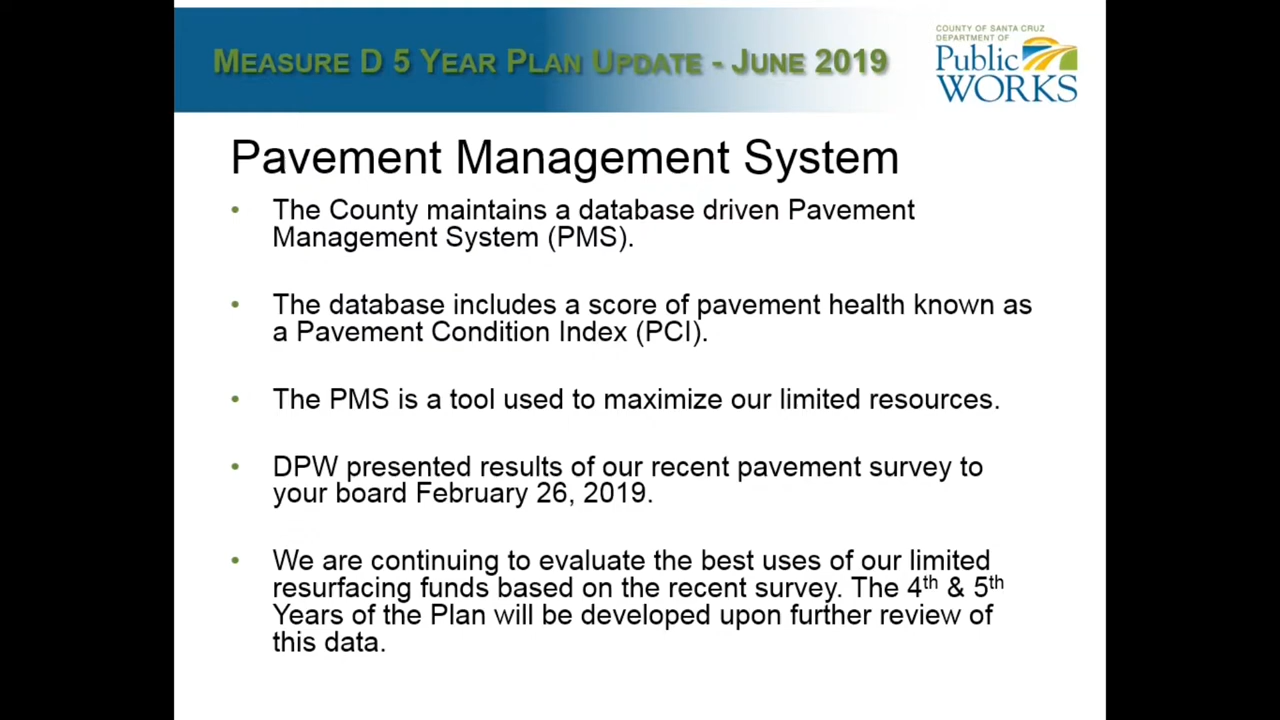 MEASURE D 5 YEAR PLAN UPDATE - JUNE 2019
COUNTY OF SANTA CRUZ
DEPARTMENT OF
Public
WORKS
Pavement Management System
• The County maintains a database driven Pavement
Management System (PMS).
• The database includes a score of pavement health known as
a Pavement Condition Index (PCI).
• The PMS is a tool used to maximize our limited resources.
• DPW presented results of our recent pavement survey to
your board February 26, 2019.
• We are continuing to evaluate the best uses of our limited
resurfacing funds based on the recent survey. The 4th & 5th
Years of the Plan will be developed upon further review of
this data.